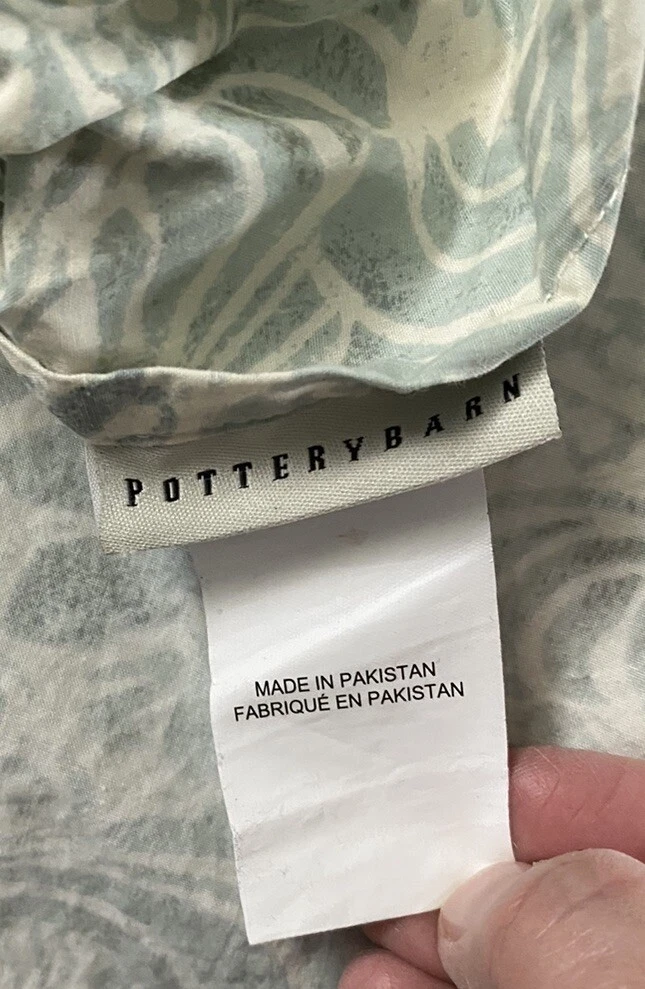 POTTERYBARN
MADE IN PAKISTAN
FABRIQUÉ EN PAKISTAN